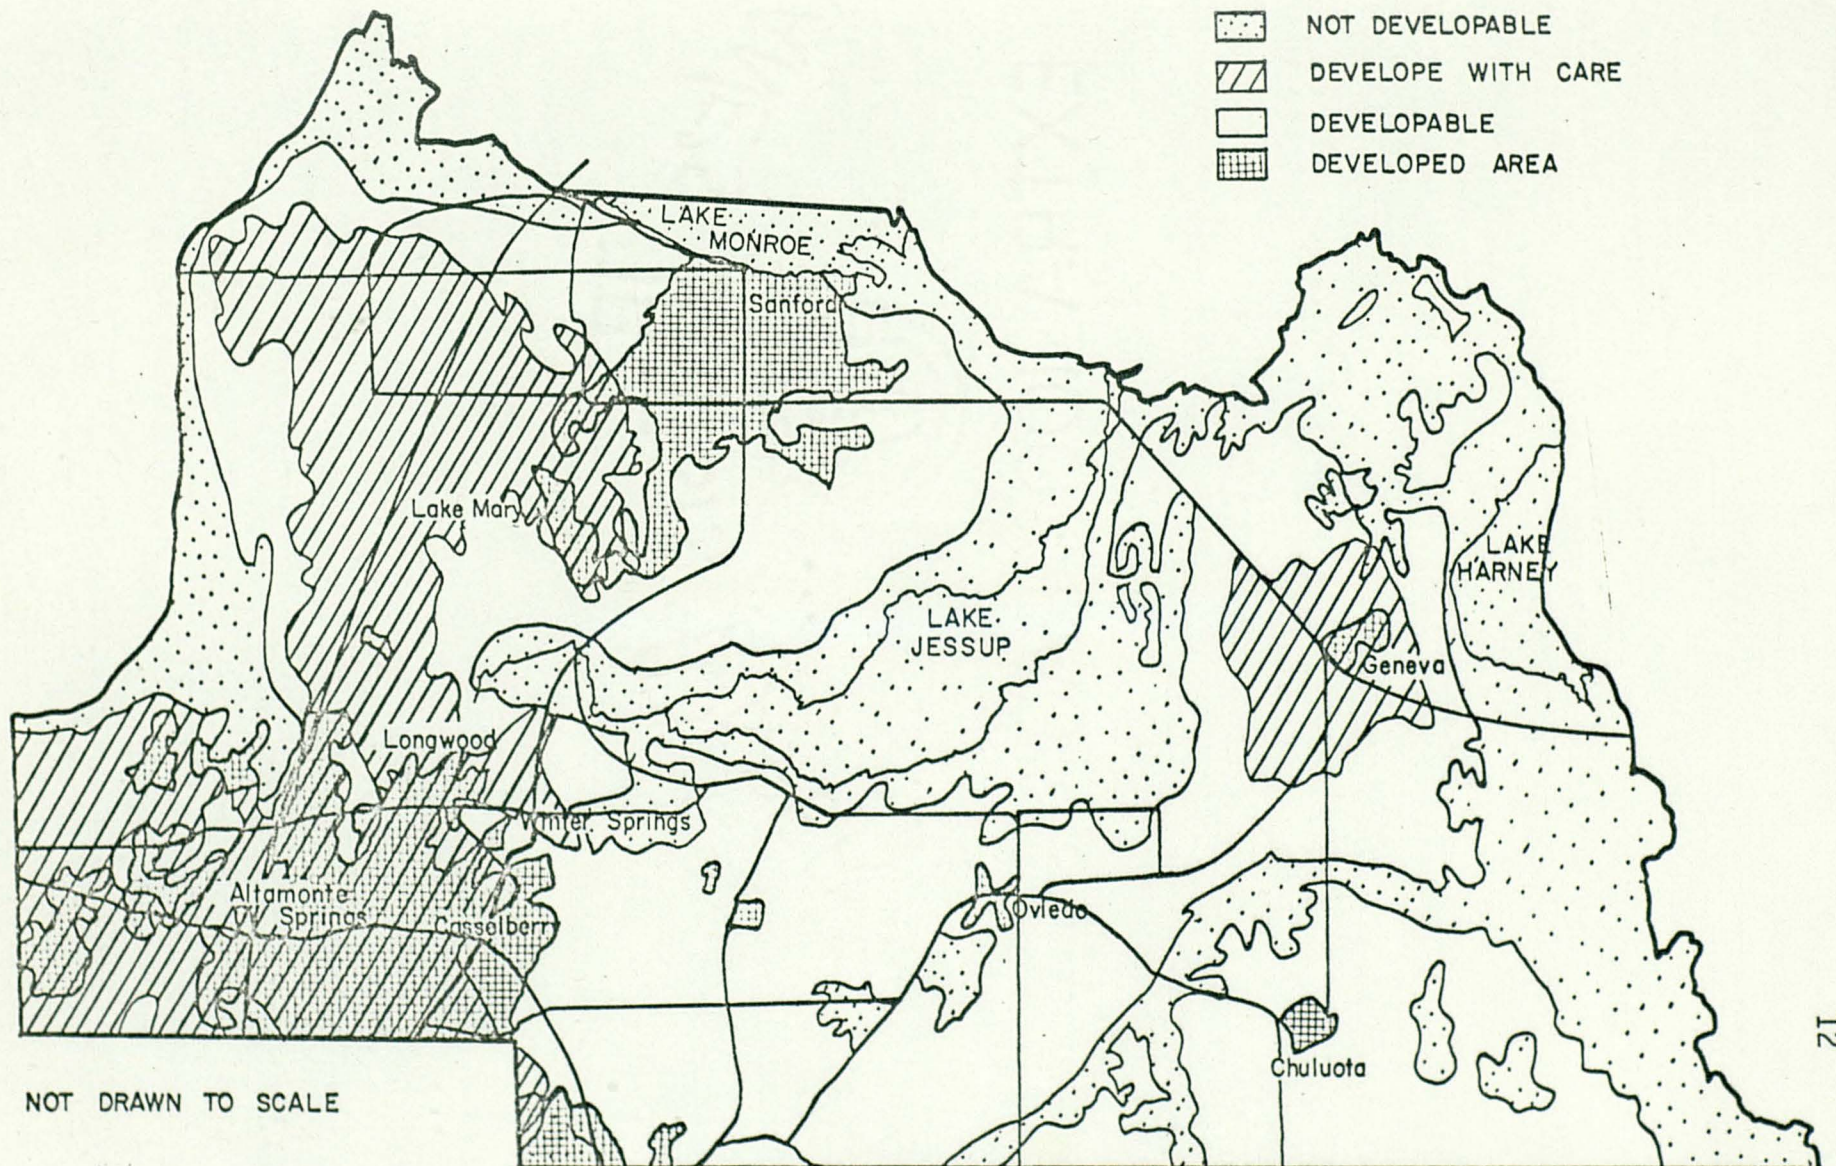 NOT DEVELOPABLE
DEVELOPE WITH CARE
DEVELOPABLE
DEVELOPED AREA
LAKE
MONROE
Sanford
Lake Mary
LAKE
HARNEY
LAKE
JESSUP
Geneva
Longwood
Winter Springs
Altamonte
Springs
Casselberry
Oviedo
Chuluota
NOT DRAWN TO SCALE
12